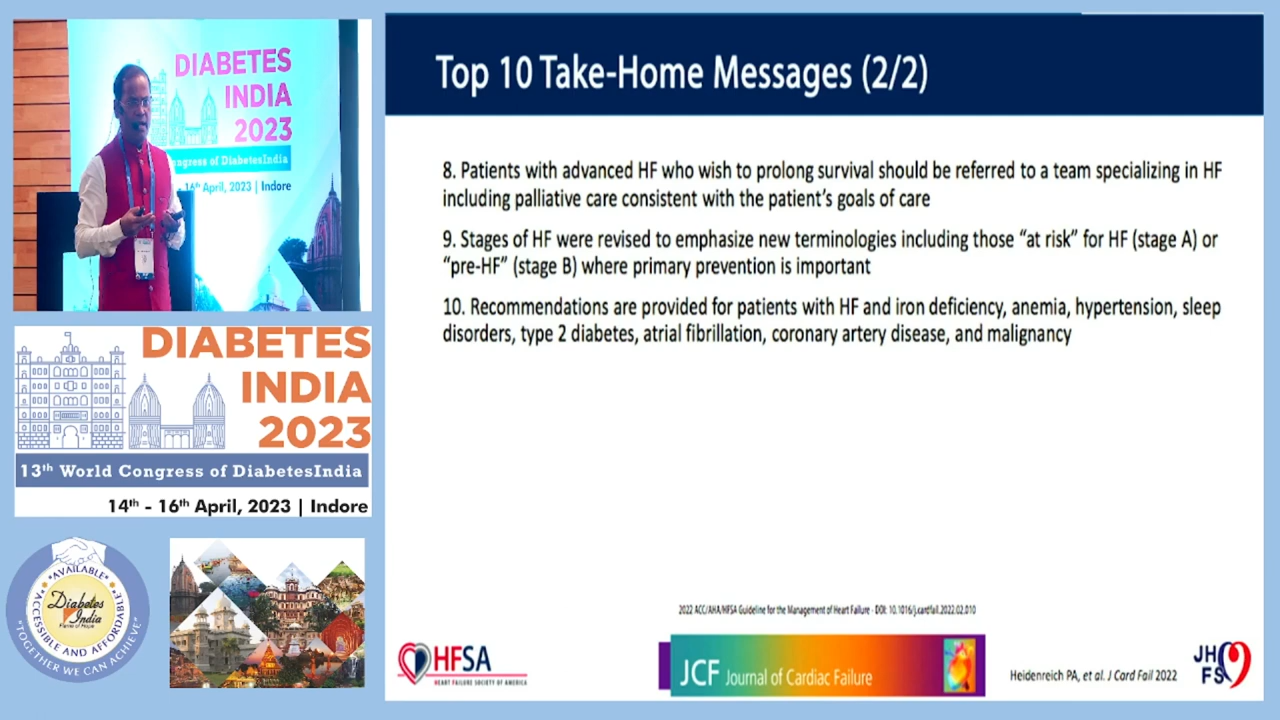 DIABETES
INDIA
2023
ongress of DiabetesIndia
16th April, 2023 | Indore
DIABETES
INDIA
2023
13th World Congress of DiabetesIndia
14th - 16th April, 2023 | Indore
"AVAILABLE"
"ACCESSIBLE AND AFFORDABLE"
"TOGETHER WE CAN ACHIEVE"
Diabetes
India
Flame of Hope
Top 10 Take-Home Messages (2/2)
8. Patients with advanced HF who wish to prolong survival should be referred to a team specializing in HF
including palliative care consistent with the patient's goals of care
9. Stages of HF were revised to emphasize new terminologies including those “at risk” for HF (stage A) or
“pre-HF” (stage B) where primary prevention is important
10. Recommendations are provided for patients with HF and iron deficiency, anemia, hypertension, sleep
disorders, type 2 diabetes, atrial fibrillation, coronary artery disease, and malignancy
2022 ACC/AHA/HFSA Guideline for the Management of Heart Failure - DOI: 10.1016/j.cardfail.2022.02.010
HFSA
HEART FAILURE SOCIETY OF AMERICA
JCF Journal of Cardiac Failure
Heidenreich PA, et al. J Card Fail 2022
JH
FS